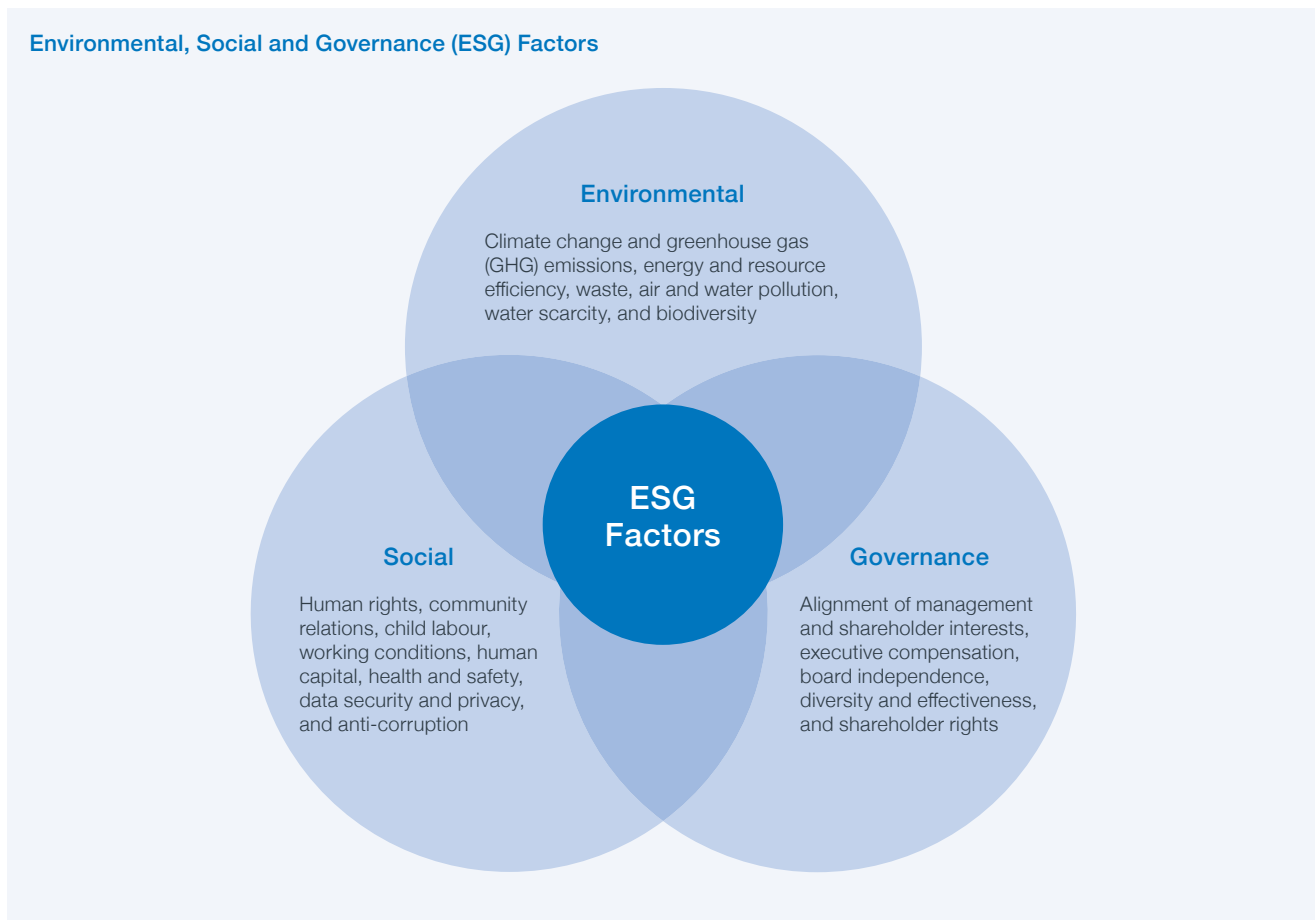 Environmental, Social and Governance (ESG) Factors
Environmental
Climate change and greenhouse gas
(GHG) emissions, energy and resource
efficiency, waste, air and water pollution,
water scarcity, and biodiversity
ESG
Factors
Social
Human rights, community
relations, child labour,
working conditions, human
capital, health and safety,
data security and privacy,
and anti-corruption
Governance
Alignment of management
and shareholder interests,
executive compensation,
board independence,
diversity and effectiveness,
and shareholder rights